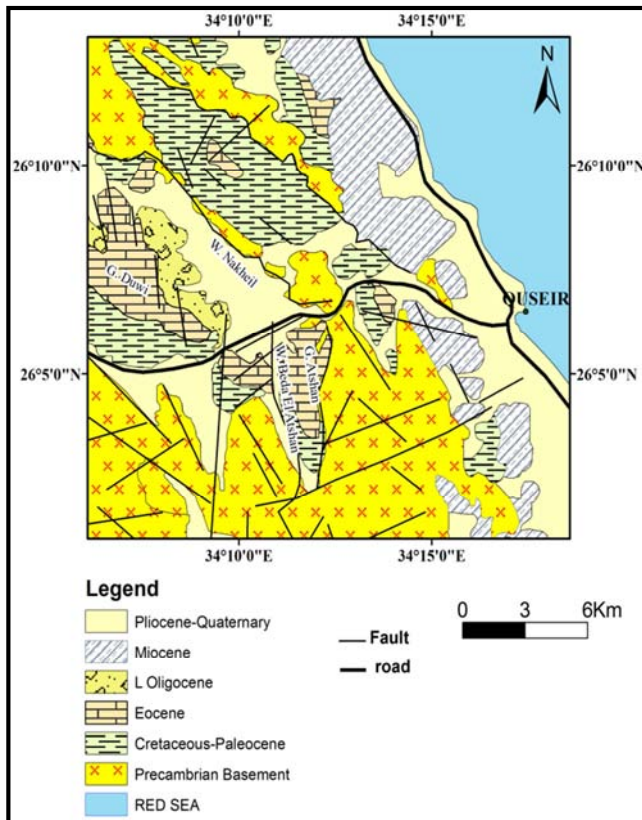 34°10'0"E 34°15'0"E
N
26°10'0"N 26°10'0"N
W. Nakheil
G. Duwi
QUSEIR
26°5'0"N 26°5'0"N
W. Beda El Atshan
G. Atshan
34°10'0"E 34°15'0"E
Legend
Pliocene-Quaternary
Miocene
L Oligocene
Eocene
Cretaceous-Paleocene
Precambrian Basement
RED SEA
Fault
road
0 3 6Km